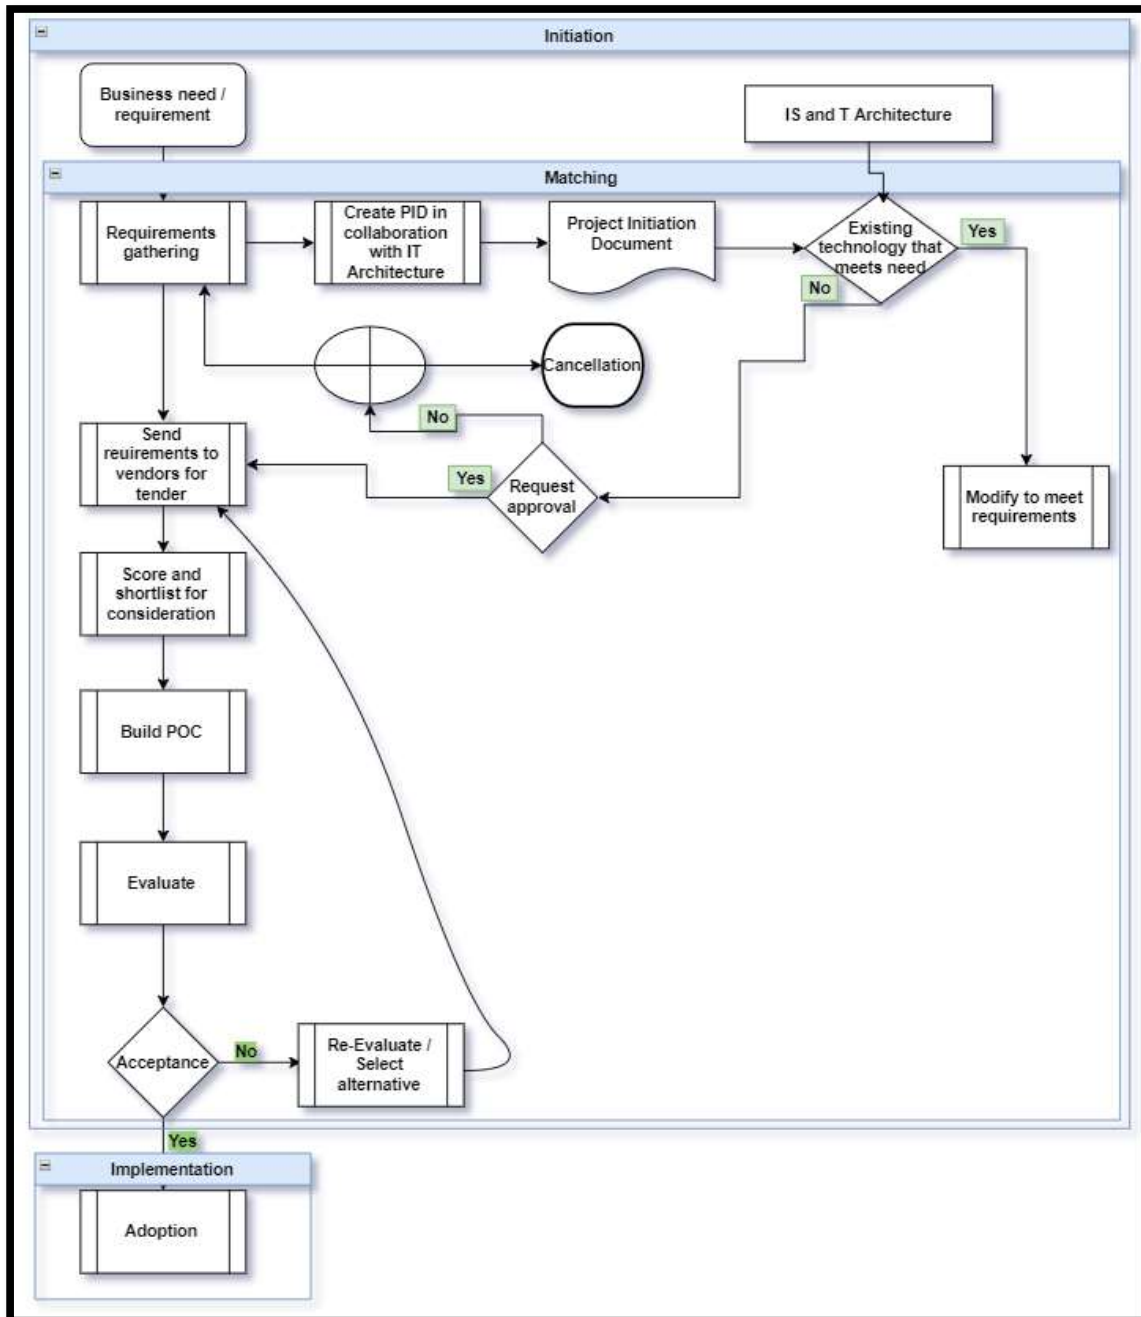 Initiation
Business need /
requirement
IS and T Architecture
Matching
Requirements
gathering
Create PID in
collaboration
with IT
Architecture
Project Initiation
Document
Existing
technology that
meets need
Yes
No
Cancellation
No
Send
reuirements to
vendors for
tender
Yes
Request
approval
Modify to meet
requirements
Score and
shortlist for
consideration
Build POC
Evaluate
Acceptance
No
Re-Evaluate /
Select
alternative
Yes
Implementation
Adoption